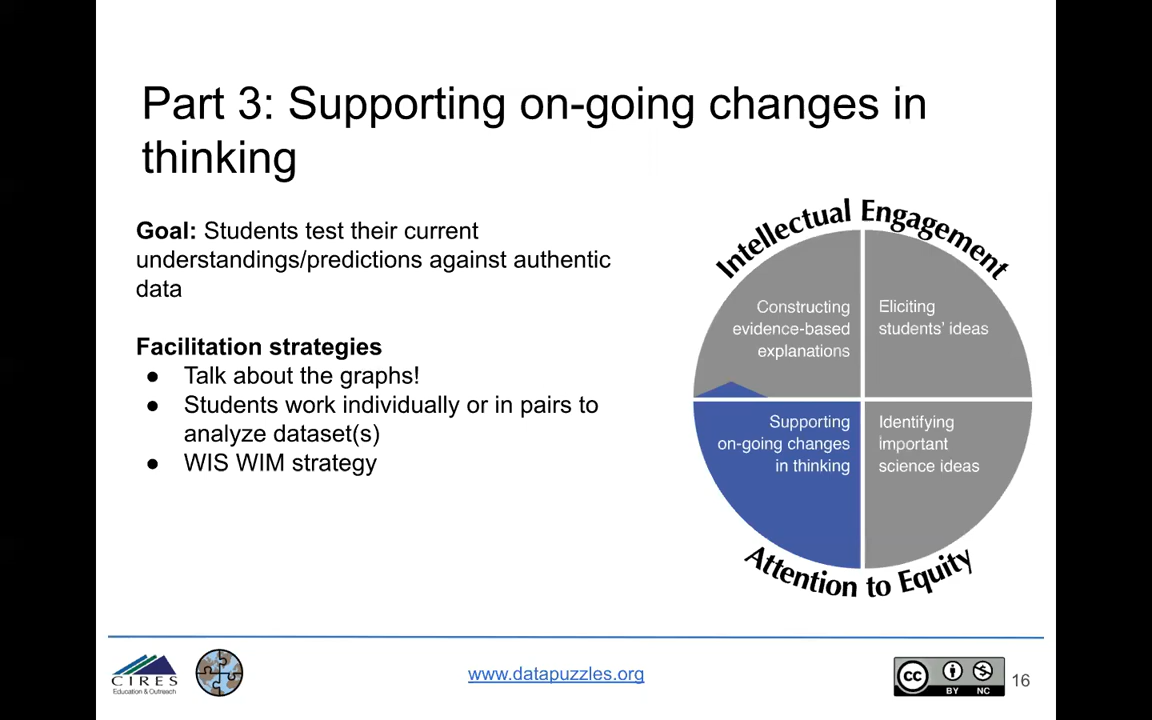 Part 3: Supporting on-going changes in
thinking
Goal: Students test their current
understandings/predictions against authentic
data
Facilitation strategies
● Talk about the graphs!
● Students work individually or in pairs to
analyze dataset(s)
● WIS WIM strategy
Intellectual Engagement
Constructing
evidence-based
explanations
Eliciting
students' ideas
Supporting
on-going changes
in thinking
Identifying
important
science ideas
Attention to Equity
CIRES
Education & Outreach
www.datapuzzles.org
cc
BY NC
16